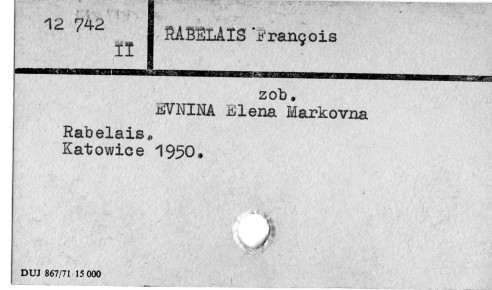 12 742
II
RABELAIS François
zob.
EVNINA Elena Markovna
Rabelais.
Katowice 1950.
DUJ 867/71 15 000